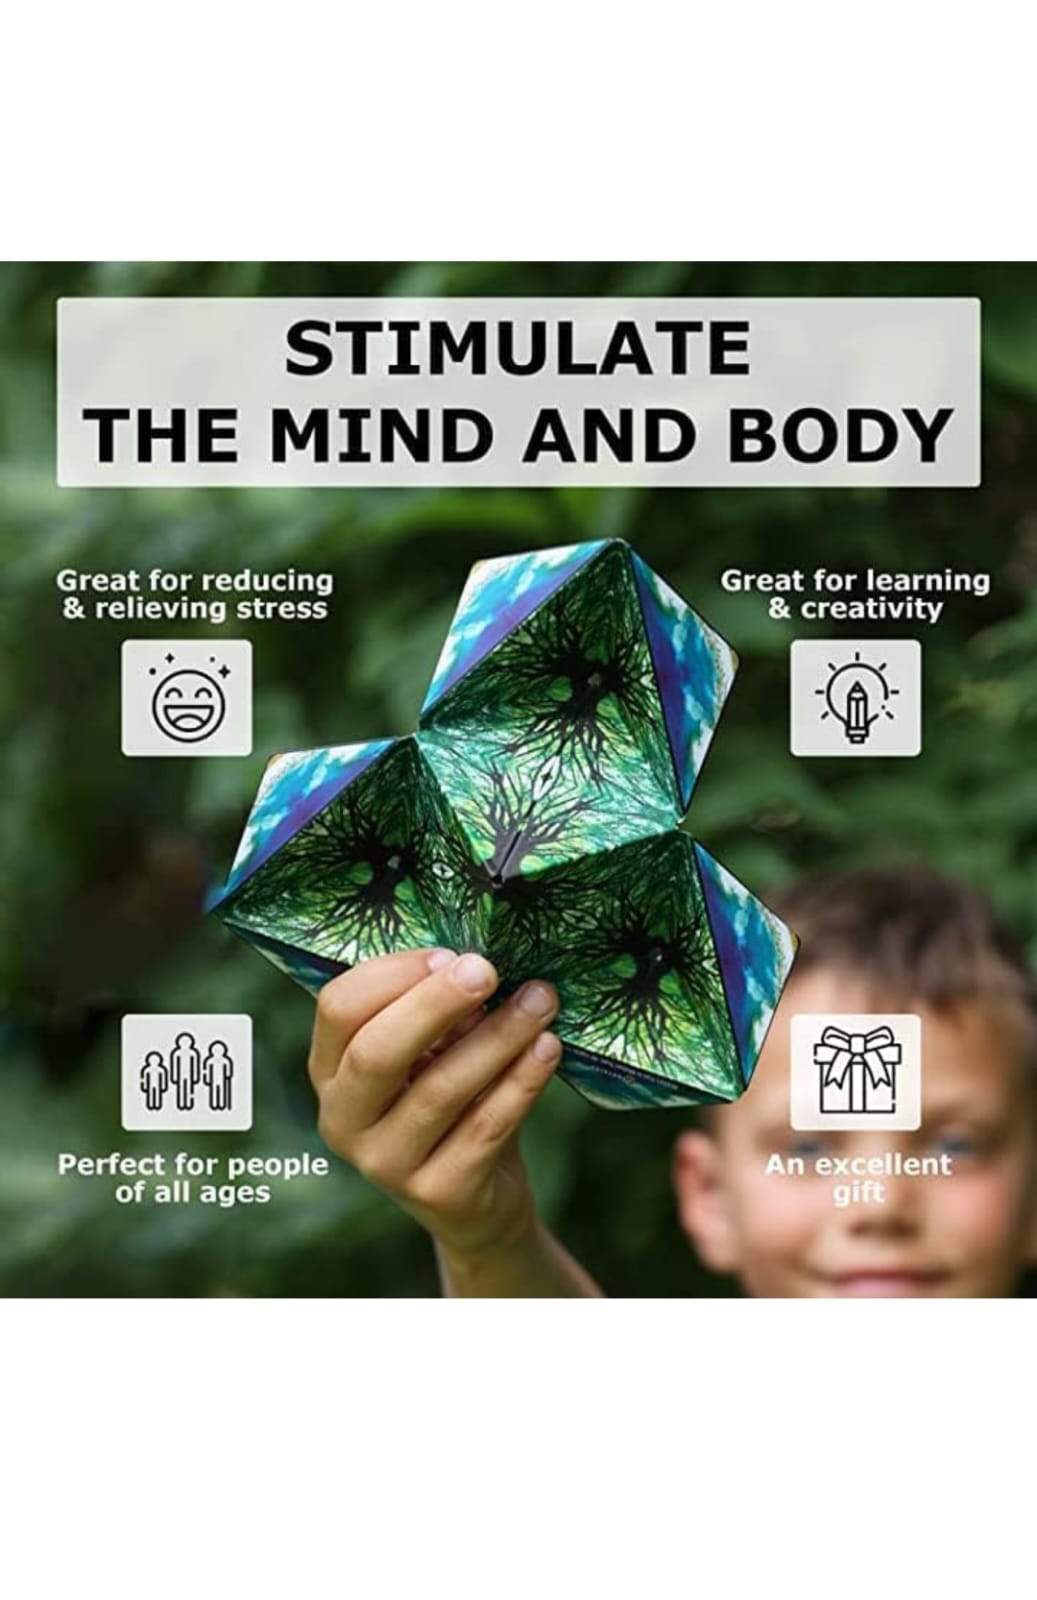 STIMULATE
THE MIND AND BODY
Great for reducing
& relieving stress
Great for learning
& creativity
Perfect for people
of all ages
An excellent
gift